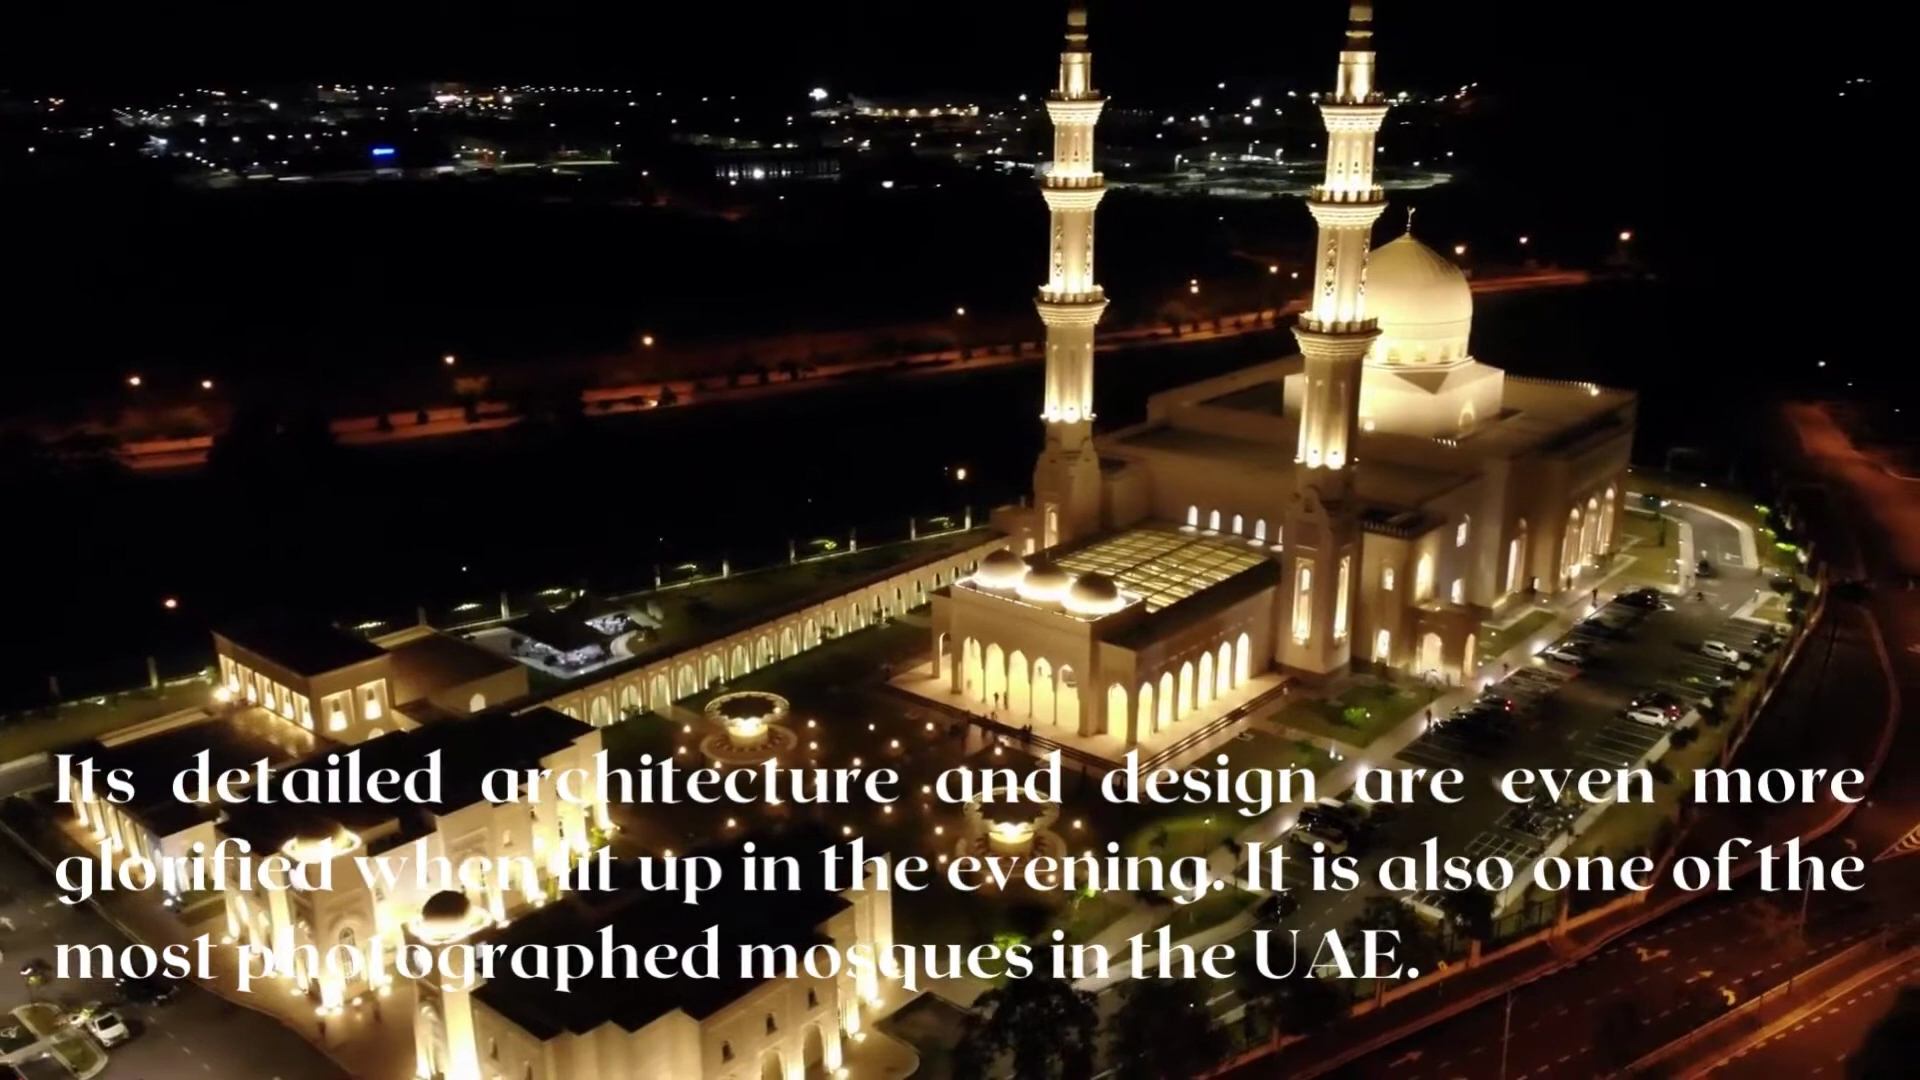 Its detailed architecture and design are even more
glorified when lit up in the evening. It is also one of the
most photographed mosques in the UAE.